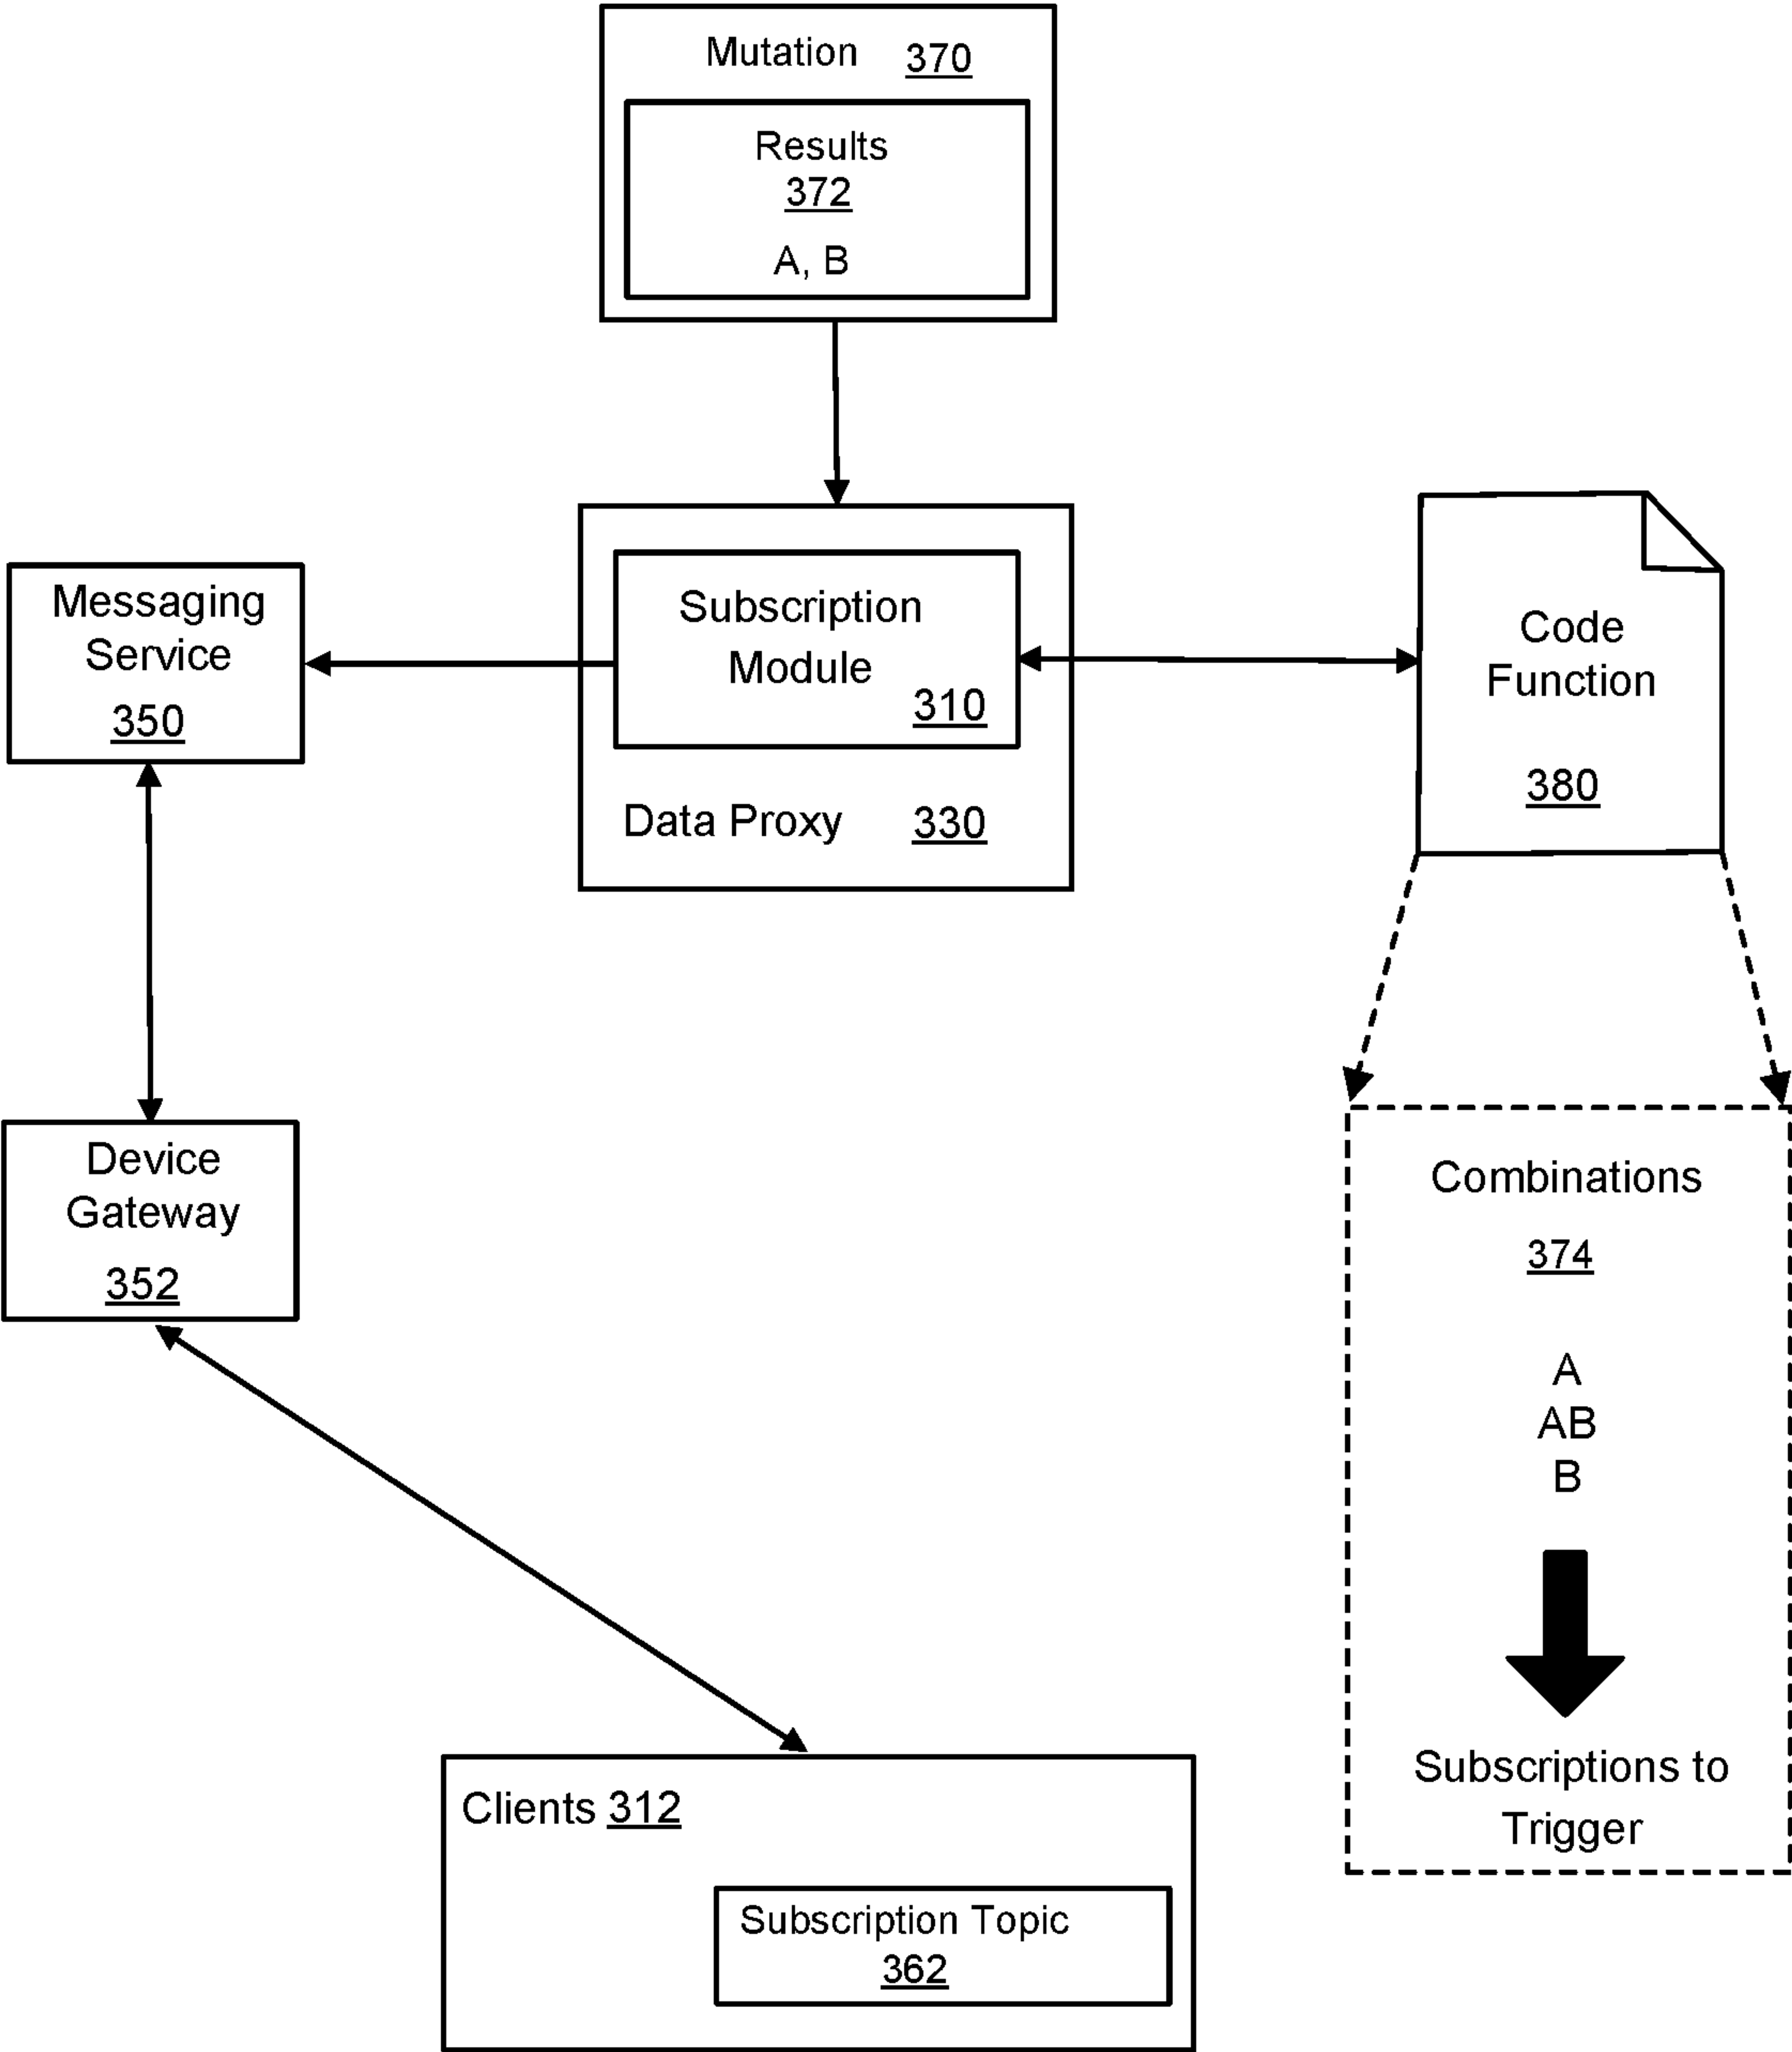 Mutation 370
Results
372
A, B
Messaging
Service
350
Subscription
Module
310
Data Proxy 330
Code
Function
380
Device
Gateway
352
Combinations
374
A
AB
B
Subscriptions to
Trigger
Clients 312
Subscription Topic
362